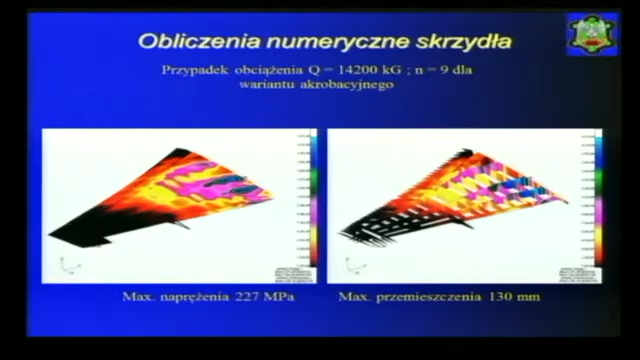 Obliczenia numeryczne skrzydła
Przypadek obciążenia Q = 14200 kG ; n = 9 dla
wariantu akrobacyjnego
Max. naprężenia 227 MPa
Max. przemieszczenia 130 mm